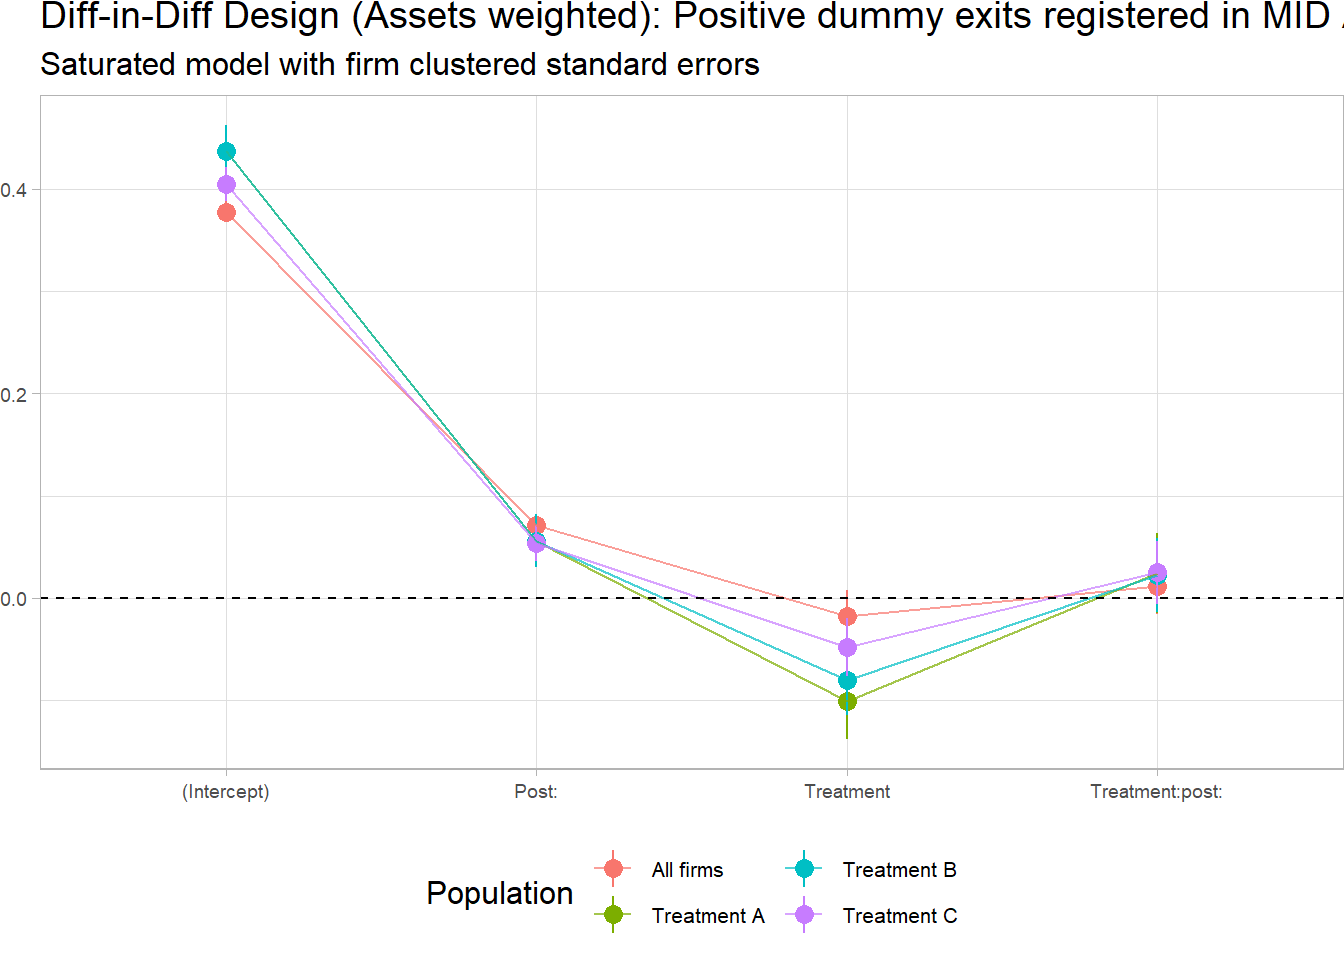 Diff-in-Diff Design (Assets weighted): Positive dummy exits registered in MID
Saturated model with firm clustered standard errors
0.4
0.2
0.0
(Intercept)
Post:
Treatment
Treatment:post:
Population
All firms
Treatment A
Treatment B
Treatment C